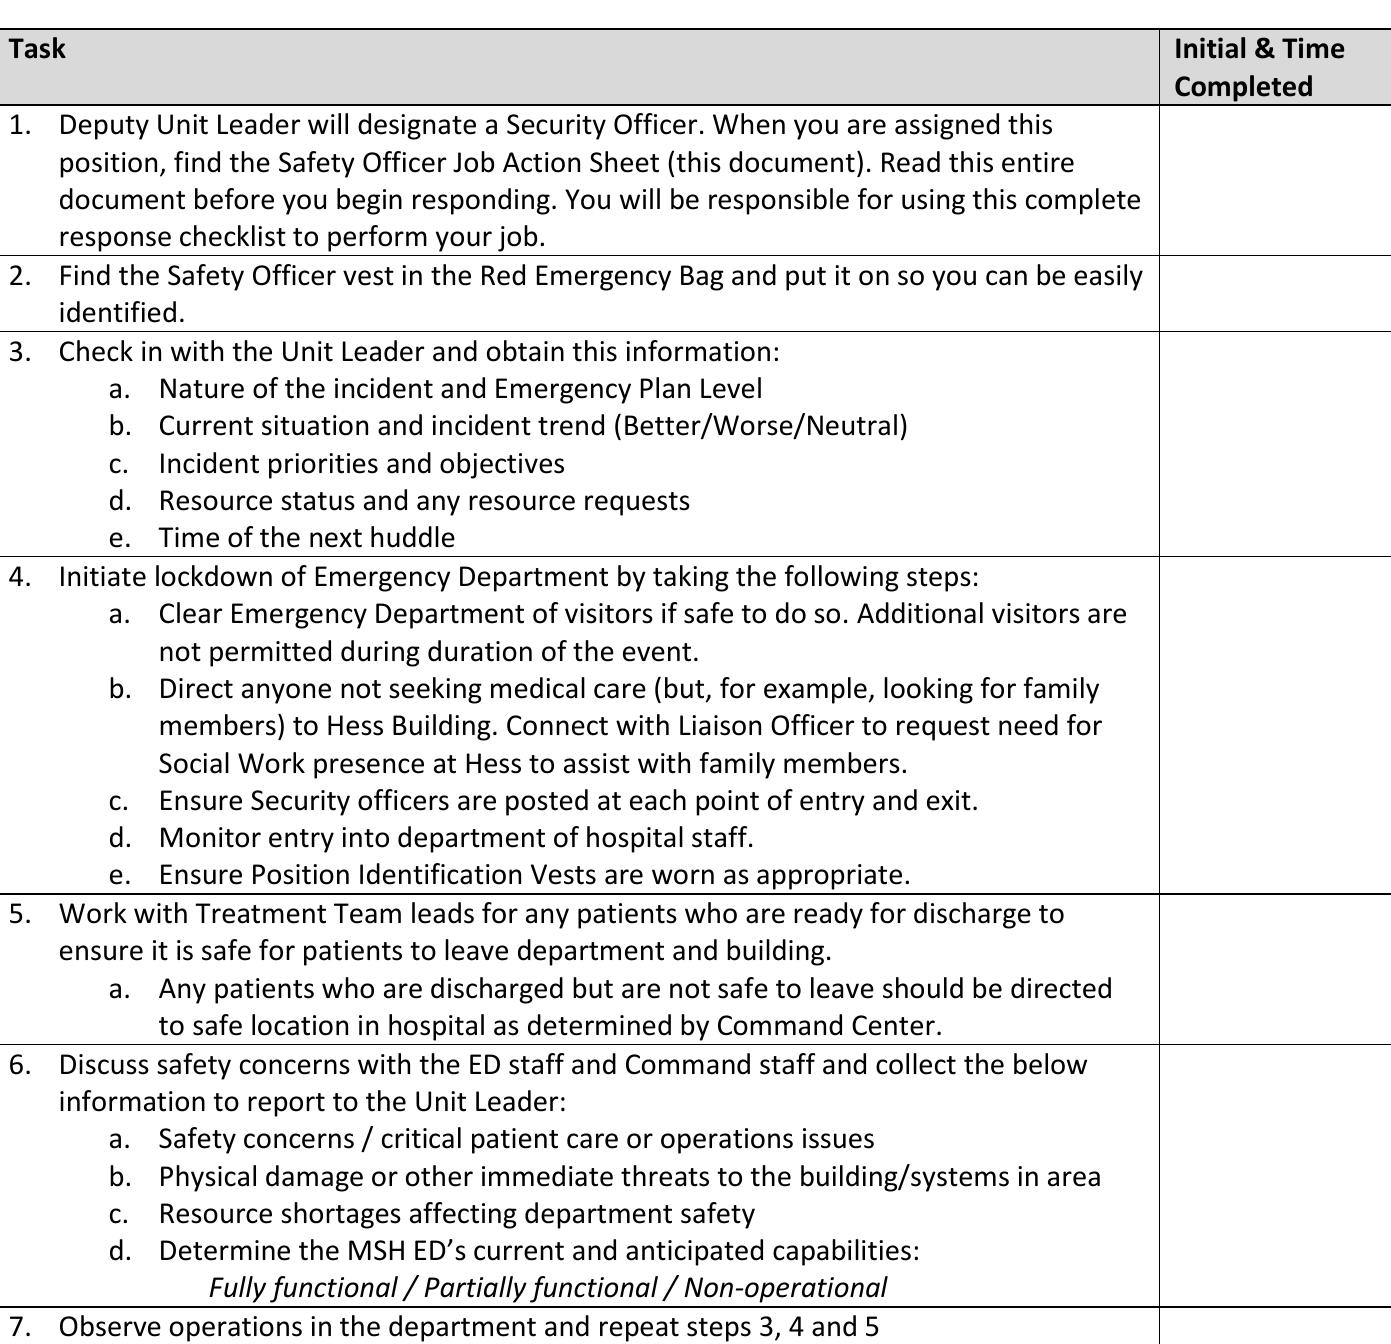 Task
Initial & Time
Completed
1. Deputy Unit Leader will designate a Security Officer. When you are assigned this
position, find the Safety Officer Job Action Sheet (this document). Read this entire
document before you begin responding. You will be responsible for using this complete
response checklist to perform your job.
2. Find the Safety Officer vest in the Red Emergency Bag and put it on so you can be easily
identified.
3. Check in with the Unit Leader and obtain this information:
a. Nature of the incident and Emergency Plan Level
b. Current situation and incident trend (Better/Worse/Neutral)
c. Incident priorities and objectives
d. Resource status and any resource requests
e. Time of the next huddle
4. Initiate lockdown of Emergency Department by taking the following steps:
a. Clear Emergency Department of visitors if safe to do so. Additional visitors are
not permitted during duration of the event.
b. Direct anyone not seeking medical care (but, for example, looking for family
members) to Hess Building. Connect with Liaison Officer to request need for
Social Work presence at Hess to assist with family members.
c. Ensure Security officers are posted at each point of entry and exit.
d. Monitor entry into department of hospital staff.
e. Ensure Position Identification Vests are worn as appropriate.
5. Work with Treatment Team leads for any patients who are ready for discharge to
ensure it is safe for patients to leave department and building.
a. Any patients who are discharged but are not safe to leave should be directed
to safe location in hospital as determined by Command Center.
6. Discuss safety concerns with the ED staff and Command staff and collect the below
information to report to the Unit Leader:
a. Safety concerns / critical patient care or operations issues
b. Physical damage or other immediate threats to the building/systems in area
c. Resource shortages affecting department safety
d. Determine the MSH ED’s current and anticipated capabilities:
Fully functional / Partially functional / Non-operational
7. Observe operations in the department and repeat steps 3, 4 and 5